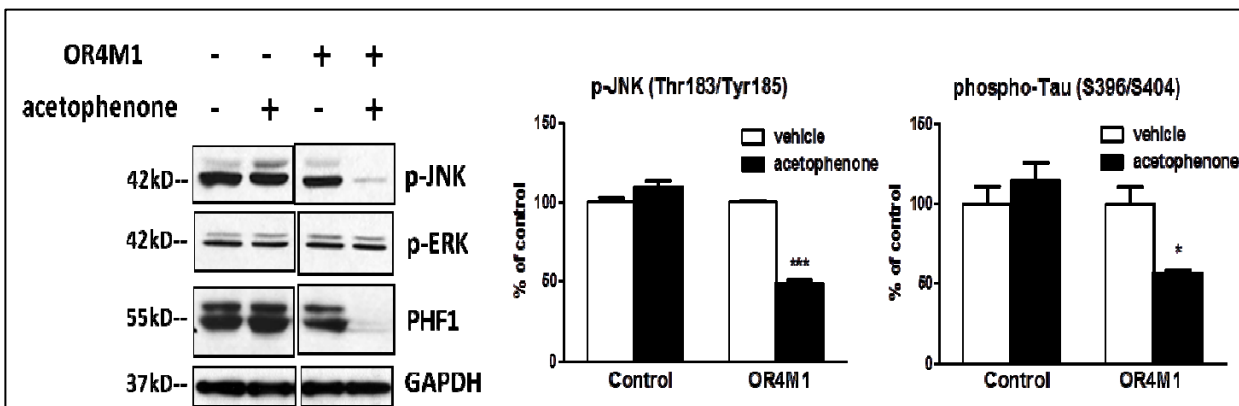 OR4M1 - - + +
acetophenone - + - +
42kD-- p-JNK
42kD-- p-ERK
55kD-- PHF1
37kD-- GAPDH
p-JNK (Thr183/Tyr185)
150
100
50
0
% of control
vehicle
acetophenone
***
Control OR4M1
phospho-Tau (S396/S404)
150
100
50
0
% of control
vehicle
acetophenone
*
Control OR4M1